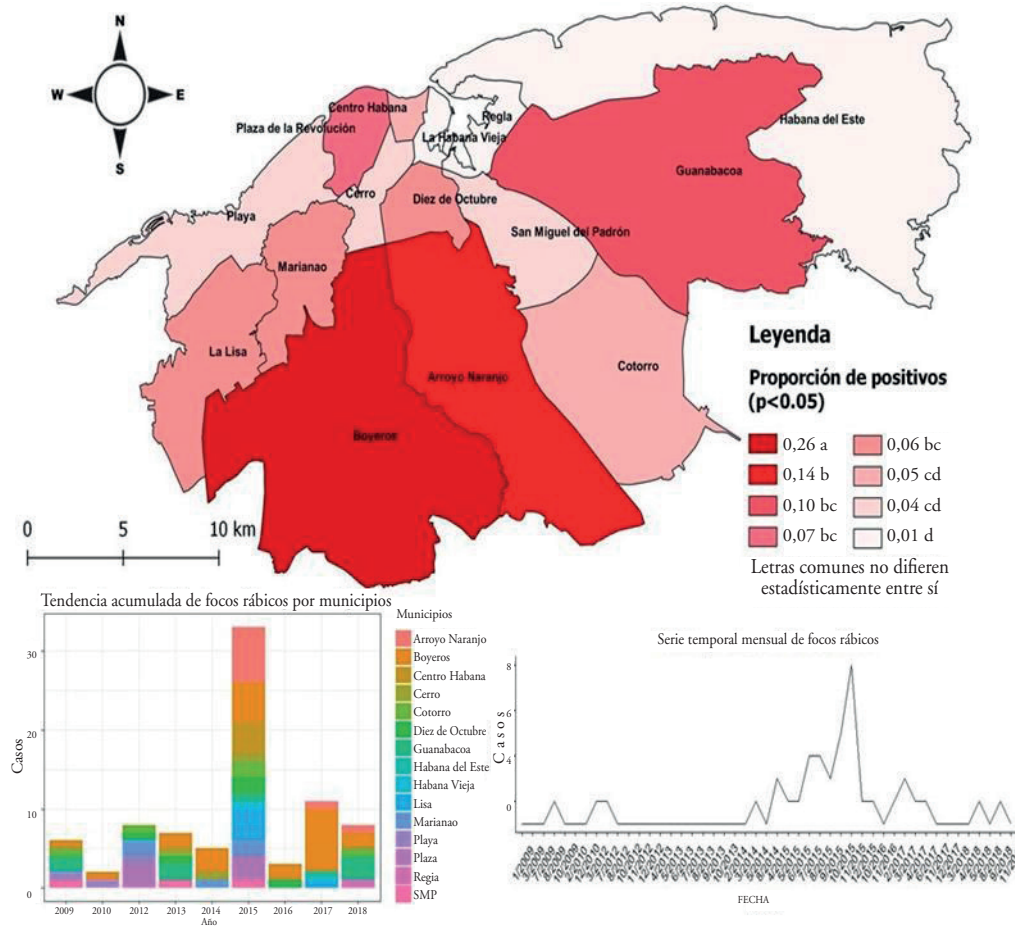 N
W
E
S
Centro Habana
Plaza de la Revolución
Regla
La Habana Vieja
Habana del Este
Guanabacoa
Cerro
Diez de Octubre
Playa
San Miguel del Padrón
Marianao
La Lisa
Cotorro
Arroyo Naranjo
Boyeros
0 5 10 km
Leyenda
Proporción de positivos
(p<0.05)
0,26 a
0,06 bc
0,14 b
0,05 cd
0,10 bc
0,04 cd
0,07 bc
0,01 d
Letras comunes no difieren
estadísticamente entre sí
Tendencia acumulada de focos rábicos por municipios
Casos
30
20
10
0
2009 2010 2012 2013 2014 2015 2016 2017 2018
Año
Municipios
Arroyo Naranjo
Boyeros
Centro Habana
Cerro
Cotorro
Diez de Octubre
Guanabacoa
Habana del Este
Habana Vieja
Lisa
Marianao
Playa
Plaza
Regia
SMP
Serie temporal mensual de focos rábicos
Casos
8
6
4
0
FECHA